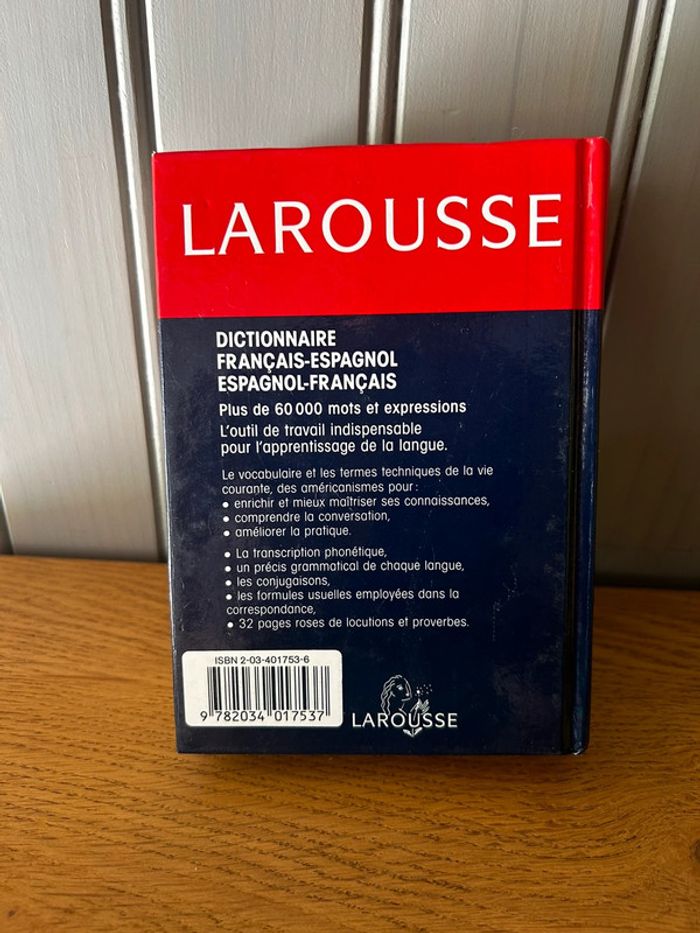 LAROUSSE
DICTIONNAIRE
FRANÇAIS-ESPAGNOL
ESPAGNOL-FRANÇAIS
Plus de 60 000 mots et expressions
L'outil de travail indispensable
pour l'apprentissage de la langue.
Le vocabulaire et les termes techniques de la vie
courante, des américanismes pour :
• enrichir et mieux maîtriser ses connaissances,
• comprendre la conversation,
• améliorer la pratique.
• La transcription phonétique,
• un précis grammatical de chaque langue,
• les conjugaisons,
• les formules usuelles employées dans la
correspondance,
• 32 pages roses de locutions et proverbes.
ISBN 2-03-401753-6
9 782034 017537
LAROUSSE